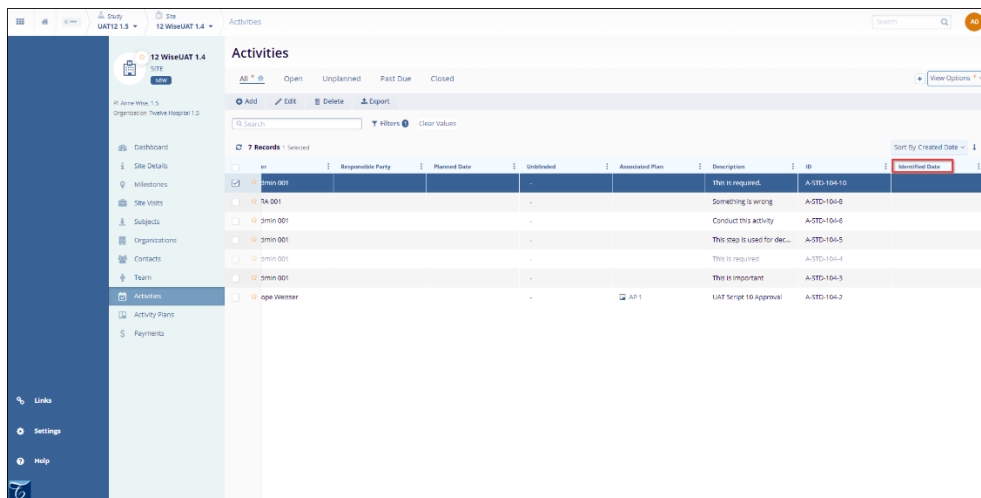 Study
UAT12 1.5
Site
12 WiseUAT 1.4
Activities
Search
AD
12 WiseUAT 1.4
SITE
NEW
PI: Anne Wise, 1.5
Organization: Twelve Hospital 1.5
Dashboard
Site Details
Milestones
Site Visits
Subjects
Organizations
Contacts
Team
Activities
Activity Plans
Payments
Links
Settings
Help
Activities
All * Open Unplanned Past Due Closed
+ View Options *
Add Edit Delete Export
Search Filters 1 Clear Values
7 Records 1 Selected Sort By Created Date
er Responsible Party Planned Date Unblinded Associated Plan Description ID Identified Date
dmin 001 - This is required. A-STD-104-10
RA 001 - Something is wrong A-STD-104-8
dmin 001 - Conduct this activity A-STD-104-6
dmin 001 - This step is used for dec... A-STD-104-5
dmin 001 - This is required A-STD-104-4
dmin 001 - This is important A-STD-104-3
ope Weinser - AP 1 UAT Script 10 Approval A-STD-104-2